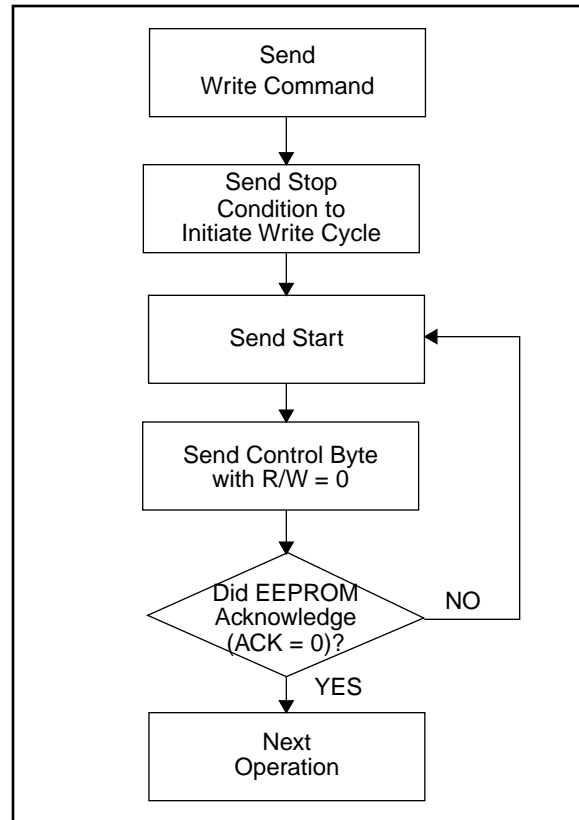 Send
Write Command
Send Stop
Condition to
Initiate Write Cycle
Send Start
Send Control Byte
with R/W = 0
Did EEPROM
Acknowledge
(ACK = 0)?
NO
YES
Next
Operation